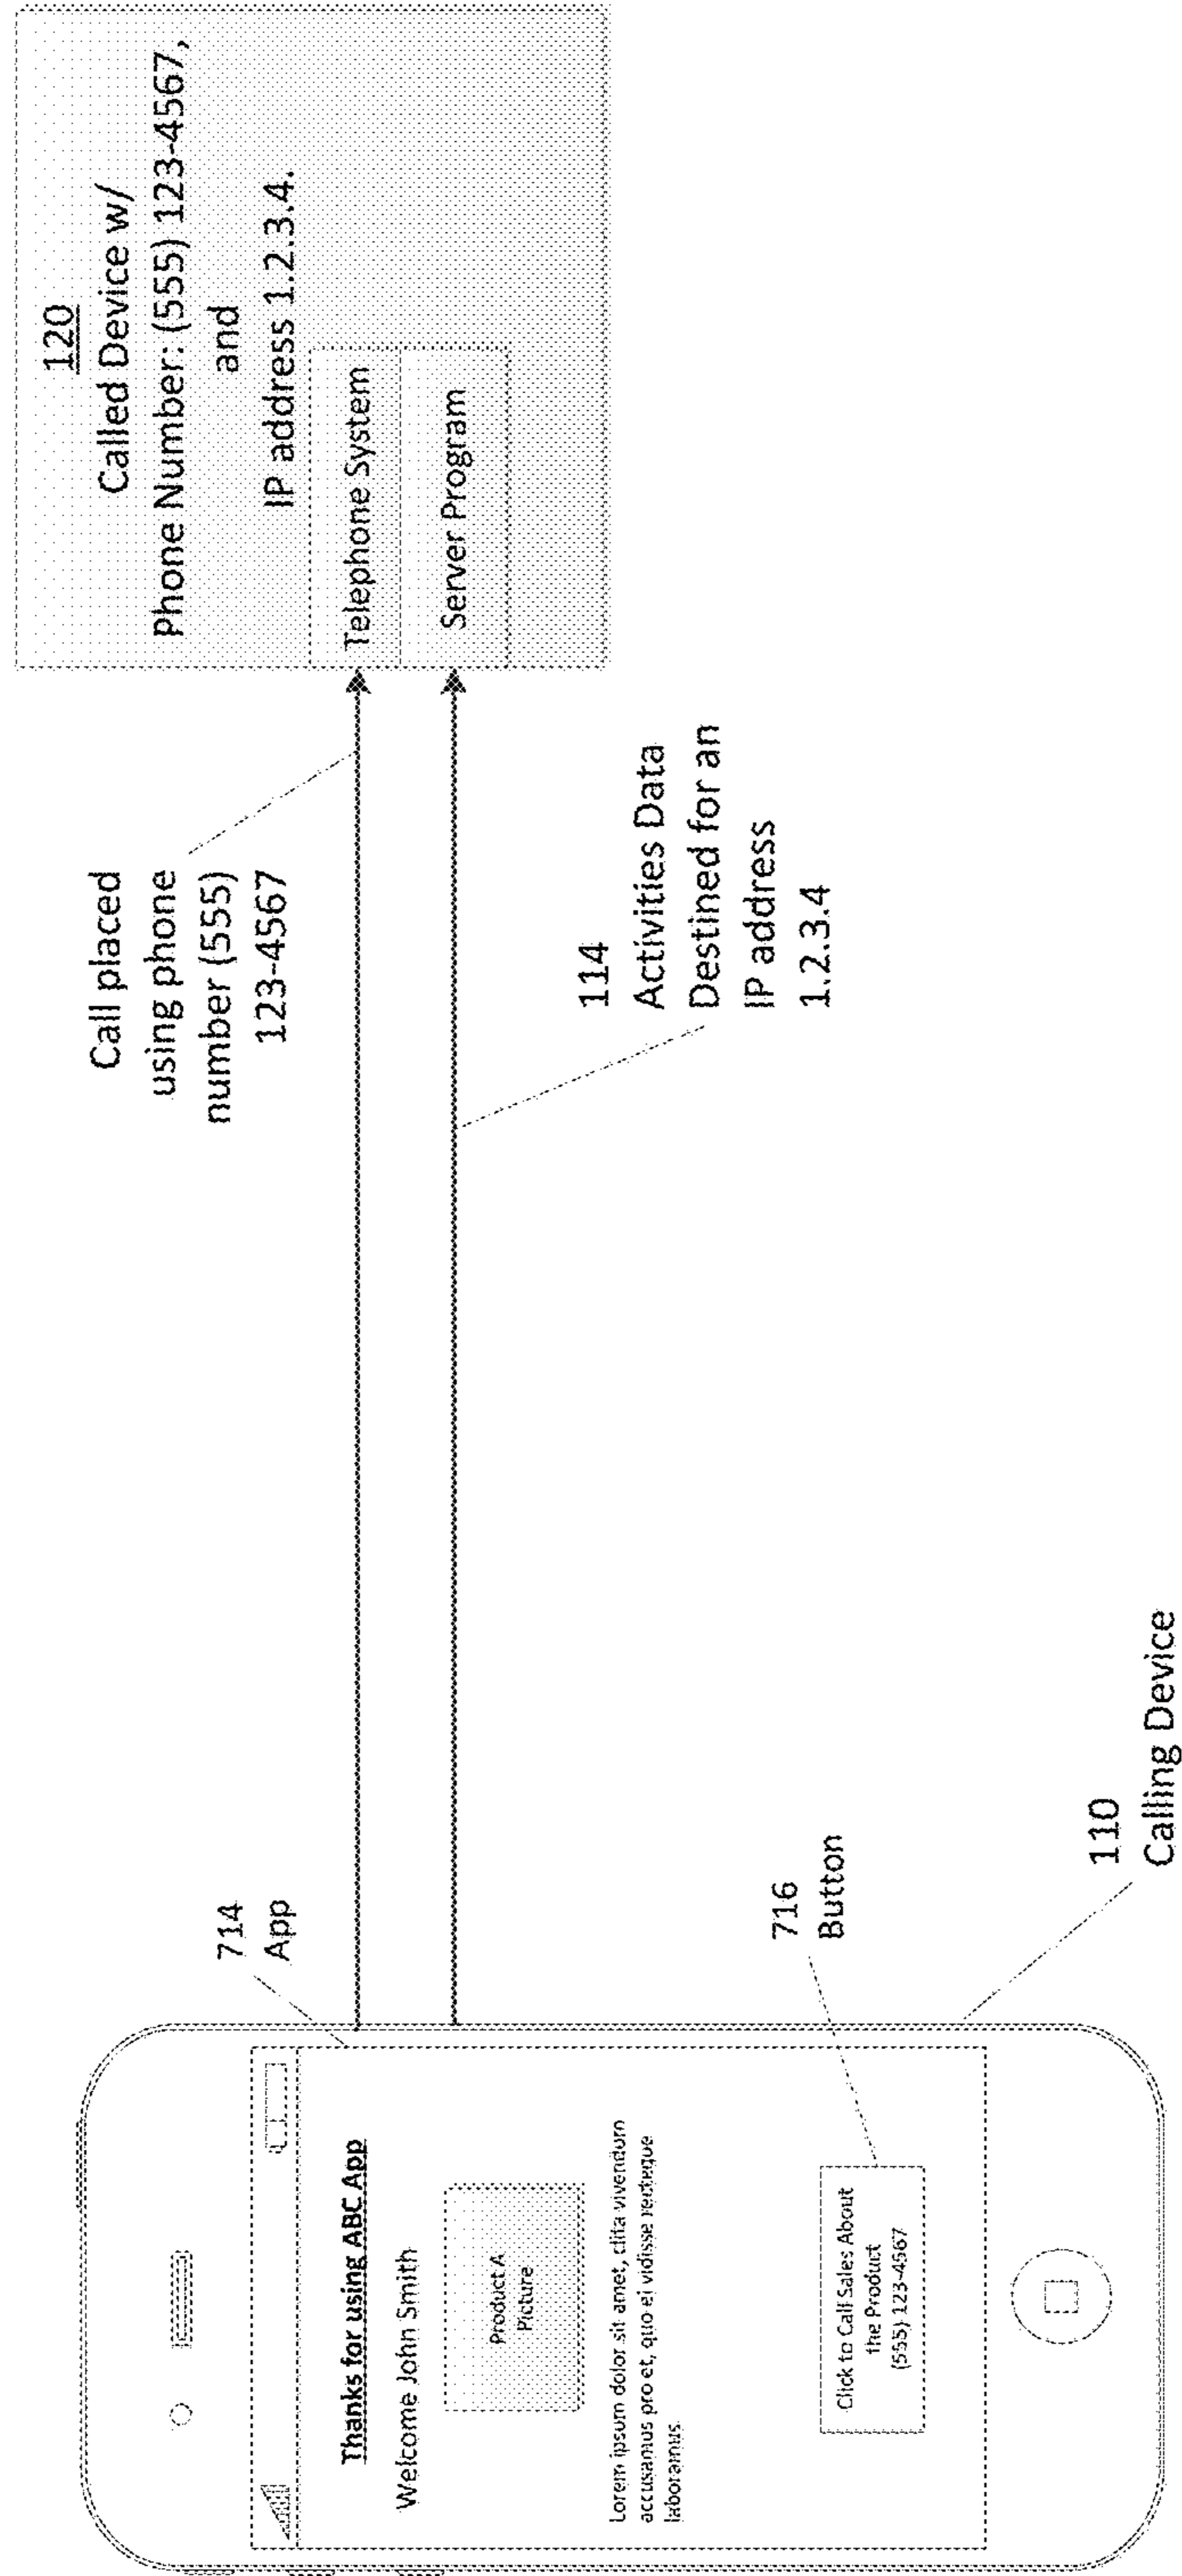 714
App
Thanks for using ABC App
Welcome John Smith
Product A
Picture
Lorem ipsum dolor sit amet, clita vivendum
accusamus pro et, quo ei vidisse recteque
laboramus.
Click to Call Sales About
the Product
(555) 123-4567
716
Button
110
Calling Device
Call placed
using phone
number (555)
123-4567
114
Activities Data
Destined for an
IP address
1.2.3.4
120
Called Device w/
Phone Number: (555) 123-4567,
and
IP address 1.2.3.4.
Telephone System
Server Program